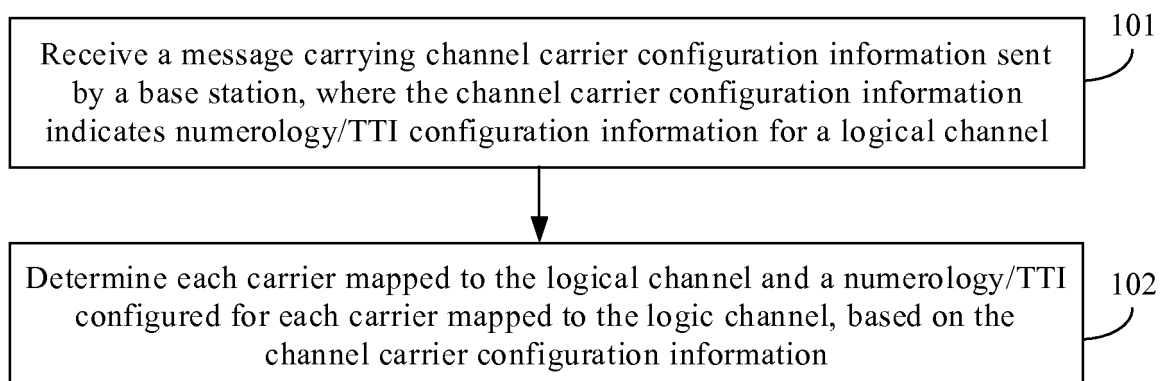 101
Receive a message carrying channel carrier configuration information sent
by a base station, where the channel carrier configuration information
indicates numerology/TTI configuration information for a logical channel
102
Determine each carrier mapped to the logical channel and a numerology/TTI
configured for each carrier mapped to the logic channel, based on the
channel carrier configuration information